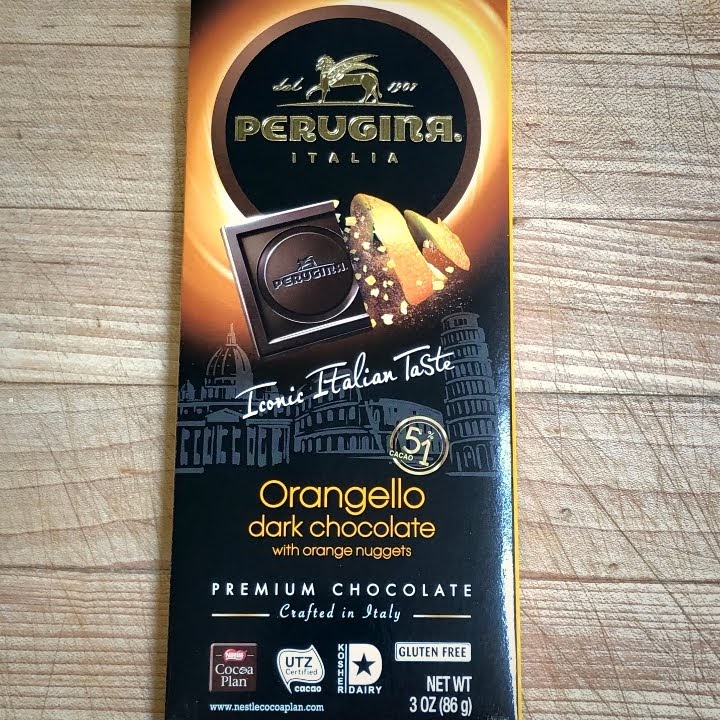 dal 1907
PERUGINA.
ITALIA
PERUGINA.
Iconic Italian Taste
51%
CACAO
Orangello
dark chocolate
with orange nuggets
PREMIUM CHOCOLATE
Crafted in Italy
Nestlé
Cocoa
Plan
UTZ
Certified
cacao
KOSHER
DAIRY
GLUTEN FREE
www.nestlecocoaplan.com
NET WT
3 OZ (86 g)